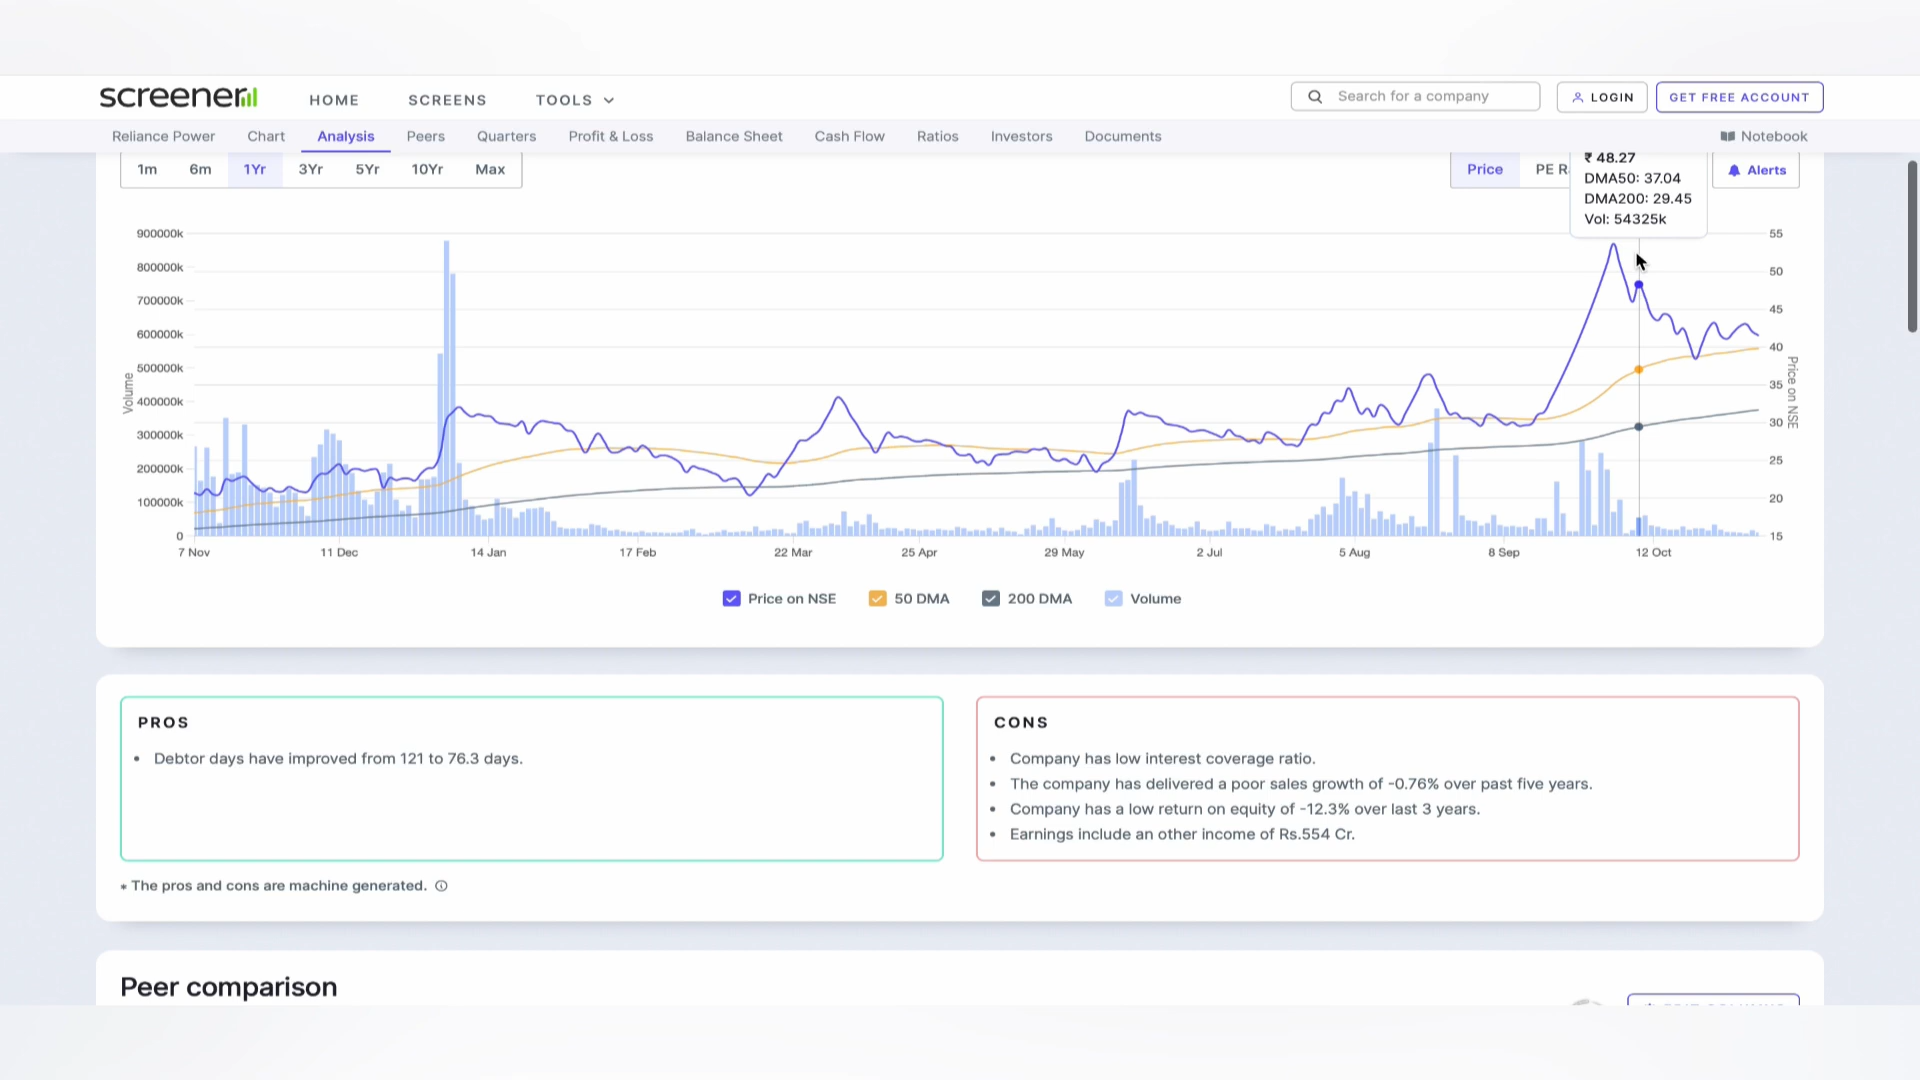 screener
HOME
SCREENS
TOOLS
Search for a company
LOGIN
GET FREE ACCOUNT
Reliance Power
Chart
Analysis
Peers
Quarters
Profit & Loss
Balance Sheet
Cash Flow
Ratios
Investors
Documents
Notebook
1m
6m
1Yr
3Yr
5Yr
10Yr
Max
Price
PE R
₹ 48.27
DMA50: 37.04
DMA200: 29.45
Vol: 54325k
Alerts
900000k
800000k
700000k
600000k
500000k
400000k
300000k
200000k
100000k
0
Volume
55
50
45
40
35
30
25
20
15
Price on NSE
7 Nov
11 Dec
14 Jan
17 Feb
22 Mar
25 Apr
29 May
2 Jul
5 Aug
8 Sep
12 Oct
Price on NSE
50 DMA
200 DMA
Volume
PROS
• Debtor days have improved from 121 to 76.3 days.
CONS
• Company has low interest coverage ratio.
• The company has delivered a poor sales growth of -0.76% over past five years.
• Company has a low return on equity of -12.3% over last 3 years.
• Earnings include an other income of Rs.554 Cr.
* The pros and cons are machine generated.
Peer comparison